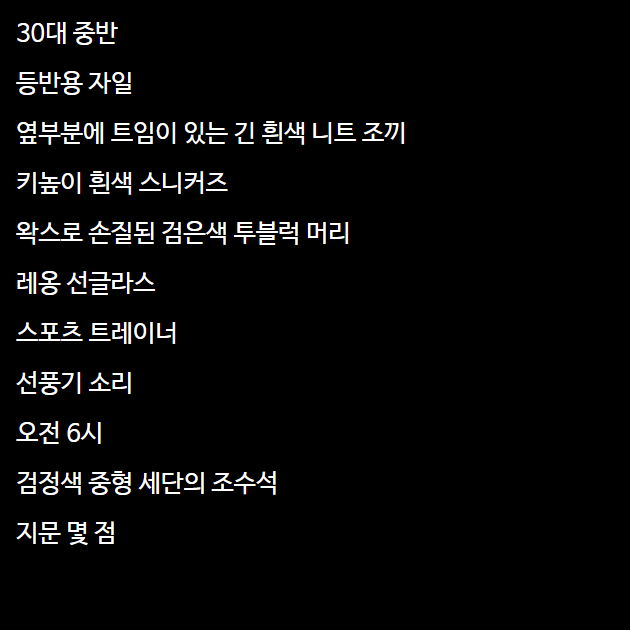 30대 중반
등반용 자일
옆부분에 트임이 있는 긴 흰색 니트 조끼
키높이 흰색 스니커즈
왁스로 손질된 검은색 투블럭 머리
레옹 선글라스
스포츠 트레이너
선풍기 소리
오전 6시
검정색 중형 세단의 조수석
지문 몇 점